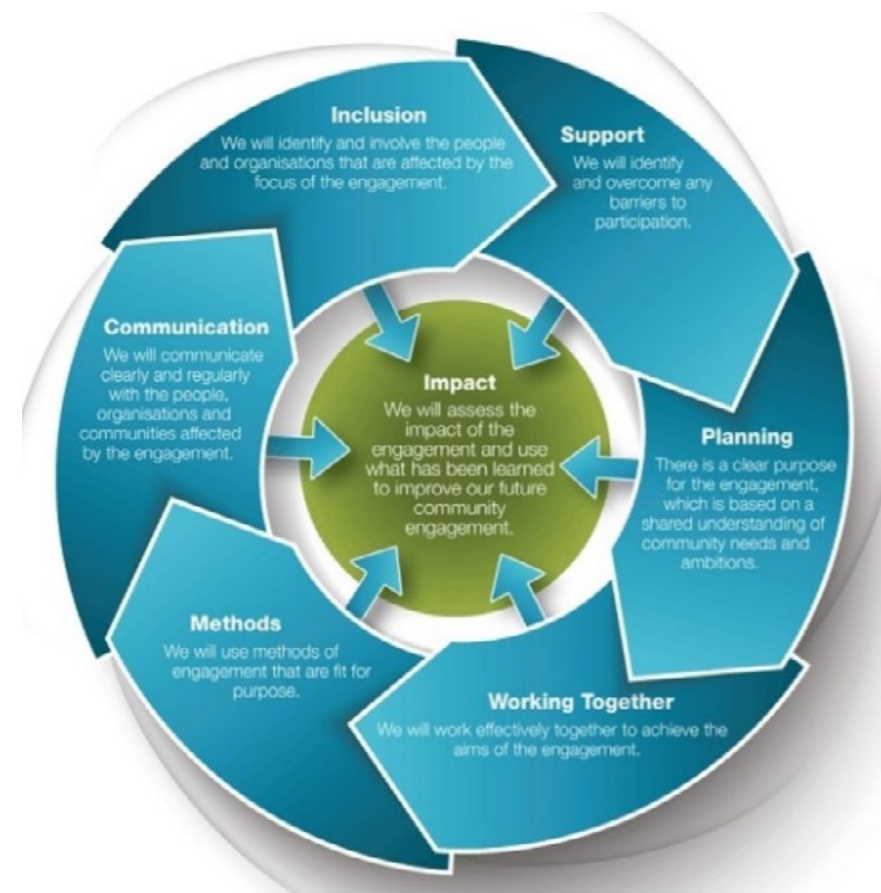 Inclusion
We will identify and involve the people
and organisations that are affected by the
focus of the engagement.
Support
We will identify
and overcome any
barriers to
participation.
Planning
There is a clear purpose
for the engagement,
which is based on a
shared understanding of
community needs and
ambitions.
Working Together
We will work effectively together to achieve the
aims of the engagement.
Methods
We will use methods of
engagement that are fit for
purpose.
Communication
We will communicate
clearly and regularly
with the people,
organisations and
communities affected
by the engagement.
Impact
We will assess the
impact of the
engagement and use
what has been learned
to improve our future
community
engagement.